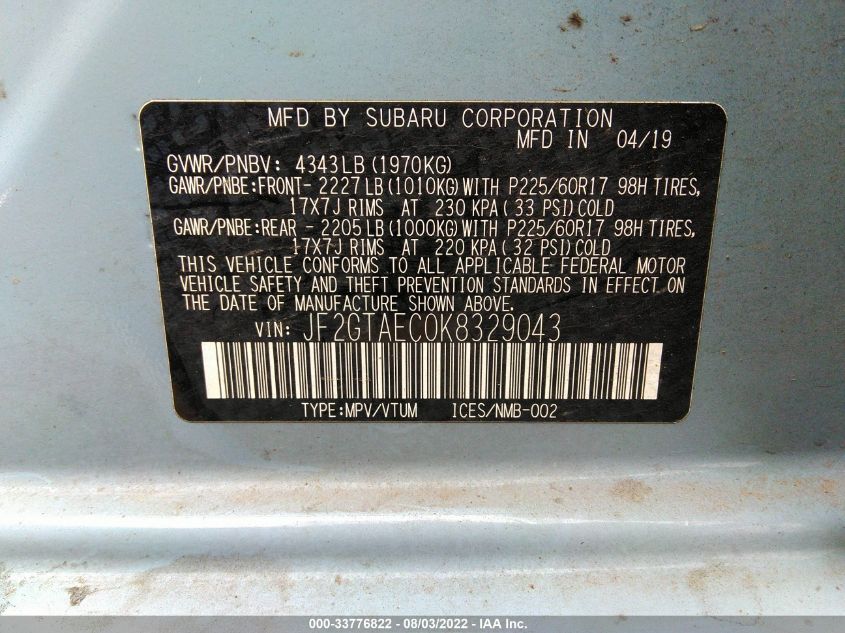 MFD BY SUBARU CORPORATION
MFD IN 04/19
GVWR/PNBV: 4343LB (1970KG)
GAWR/PNBE:FRONT- 2227LB (1010KG) WITH P225/60R17 98H TIRES,
17X7J RIMS AT 230 KPA (33 PSI) COLD
GAWR/PNBE:REAR - 2205LB (1000KG) WITH P225/60R17 98H TIRES,
17X7J RIMS AT 220 KPA (32 PSI) COLD
THIS VEHICLE CONFORMS TO ALL APPLICABLE FEDERAL MOTOR
VEHICLE SAFETY AND THEFT PREVENTION STANDARDS IN EFFECT ON
THE DATE OF MANUFACTURE SHOWN ABOVE.
VIN: JF2GTAEC0K8329043
TYPE:MPV/VTUM ICES/NMB-002
000-33776822 - 08/03/2022 - IAA Inc.